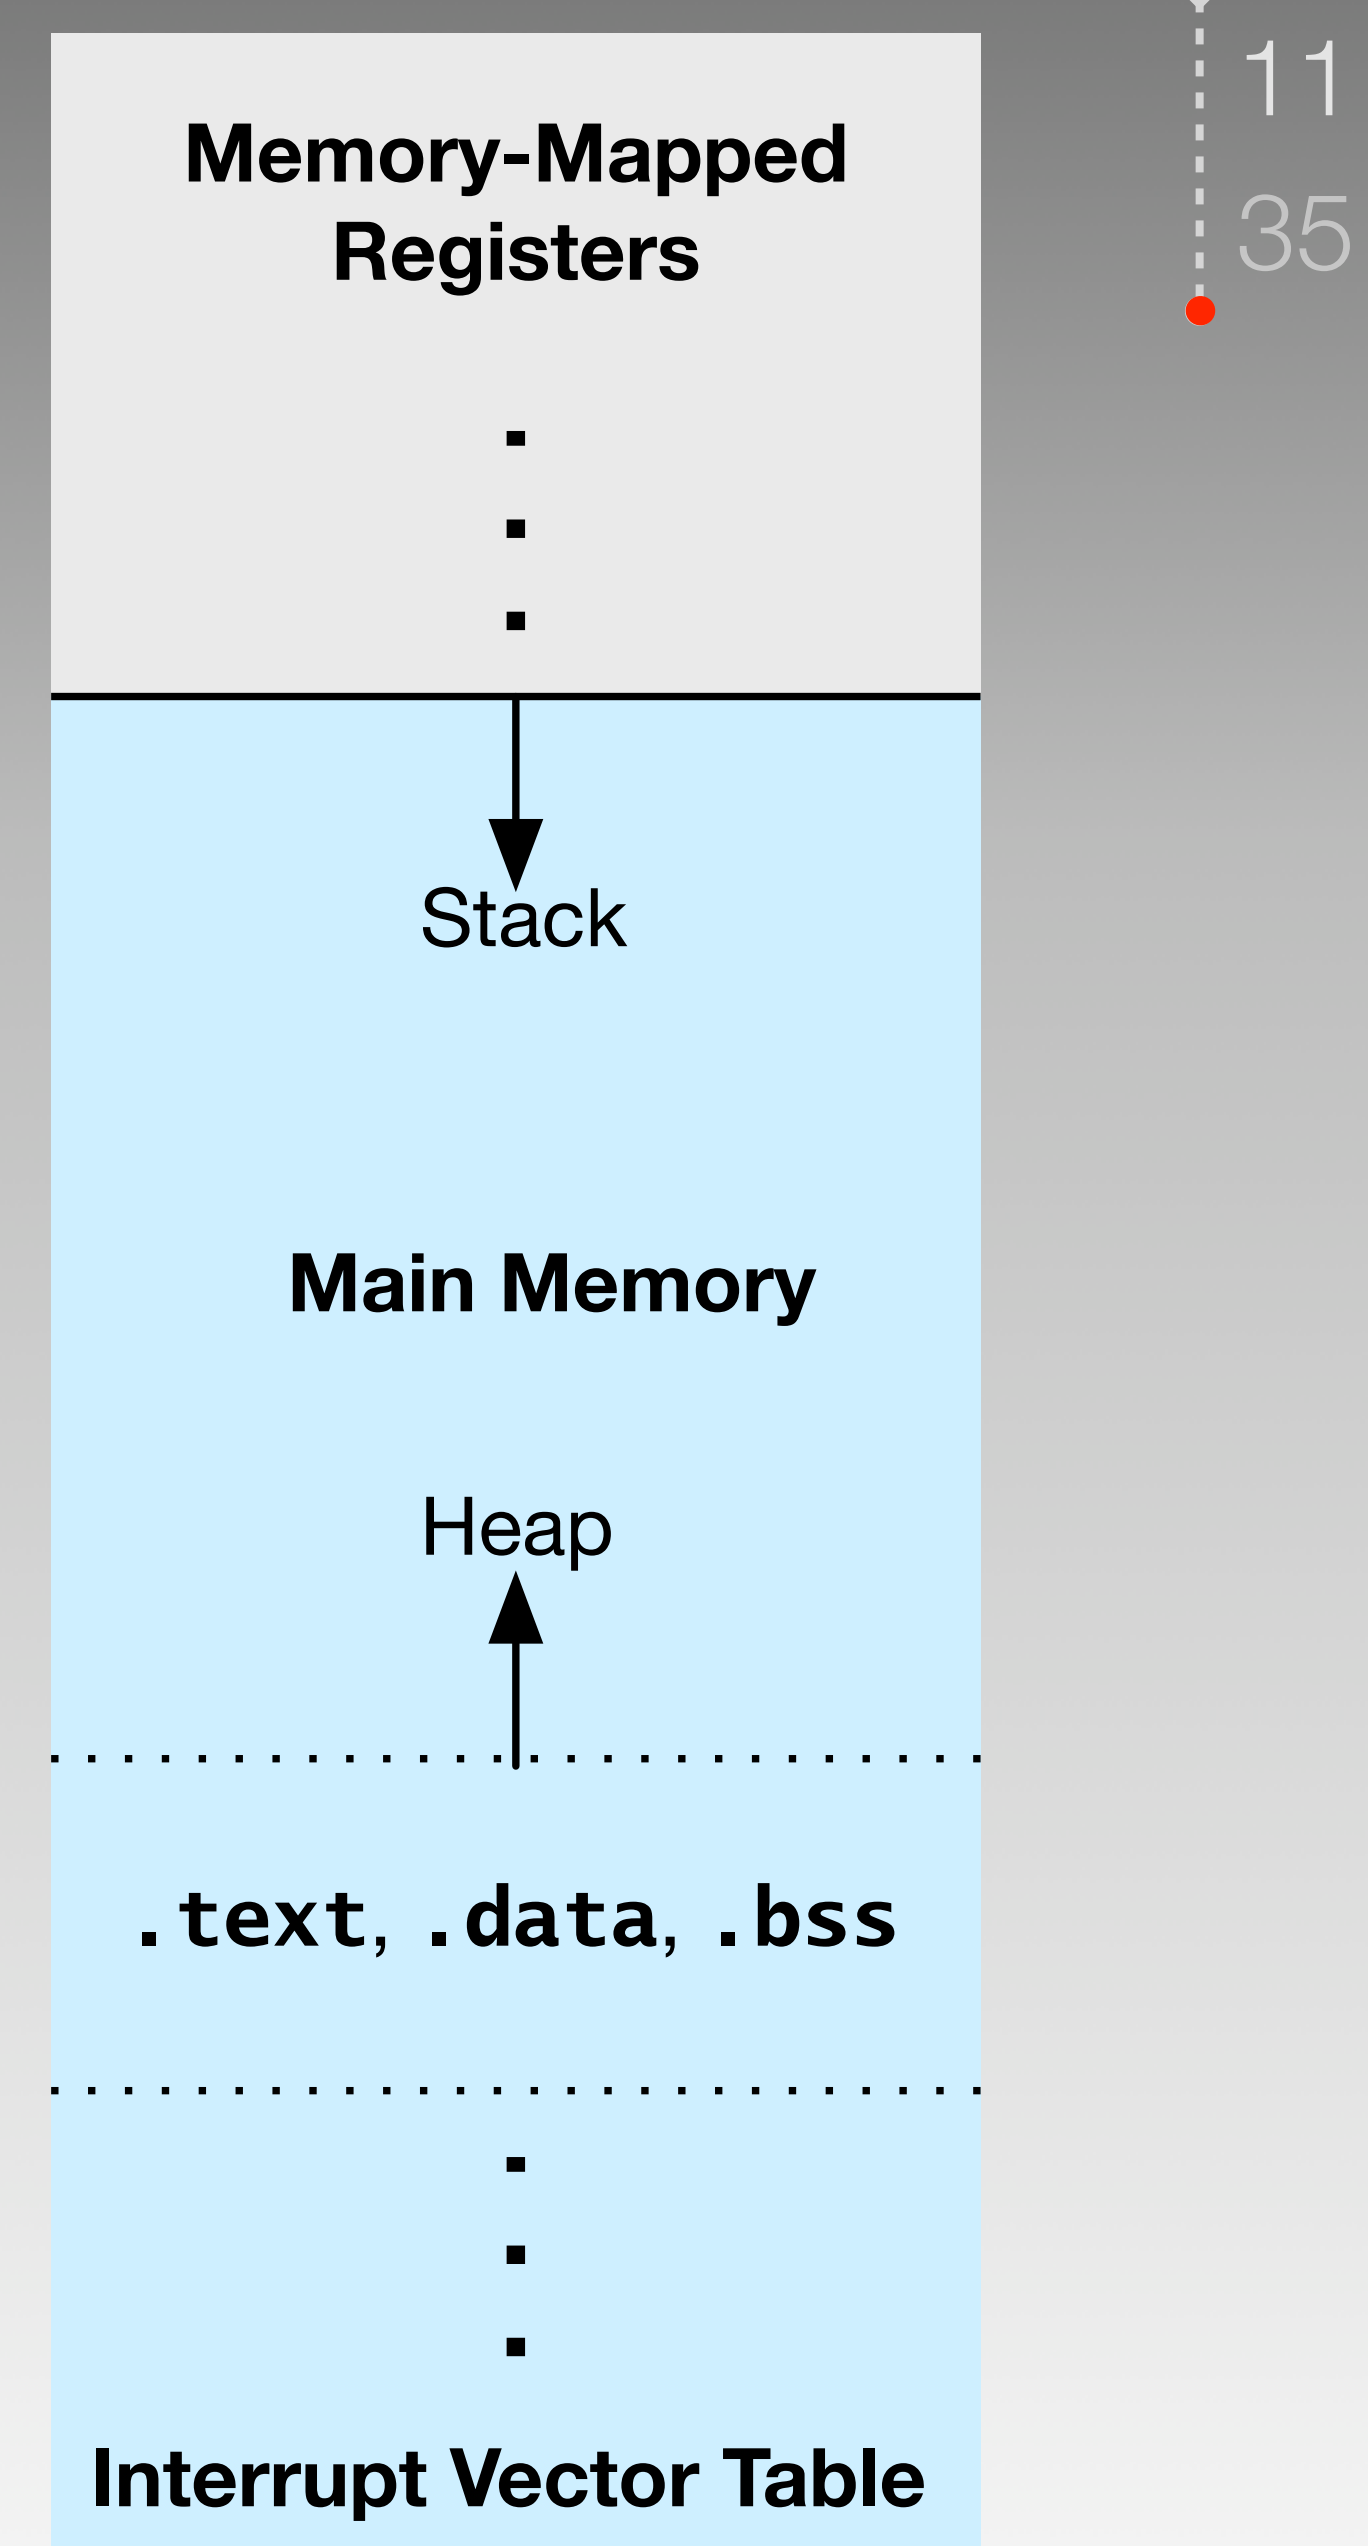 11
35
Memory-Mapped
Registers
Stack
Main Memory
Heap
.text, .data, .bss
Interrupt Vector Table